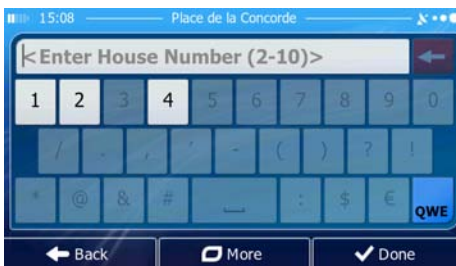 15:08 Place de la Concorde
<Enter House Number (2-10)>
1 2 3 4 5 6 7 8 9 0
/ . , ' - ( ) ? !
* @ & # : $ € QWE
Back More Done